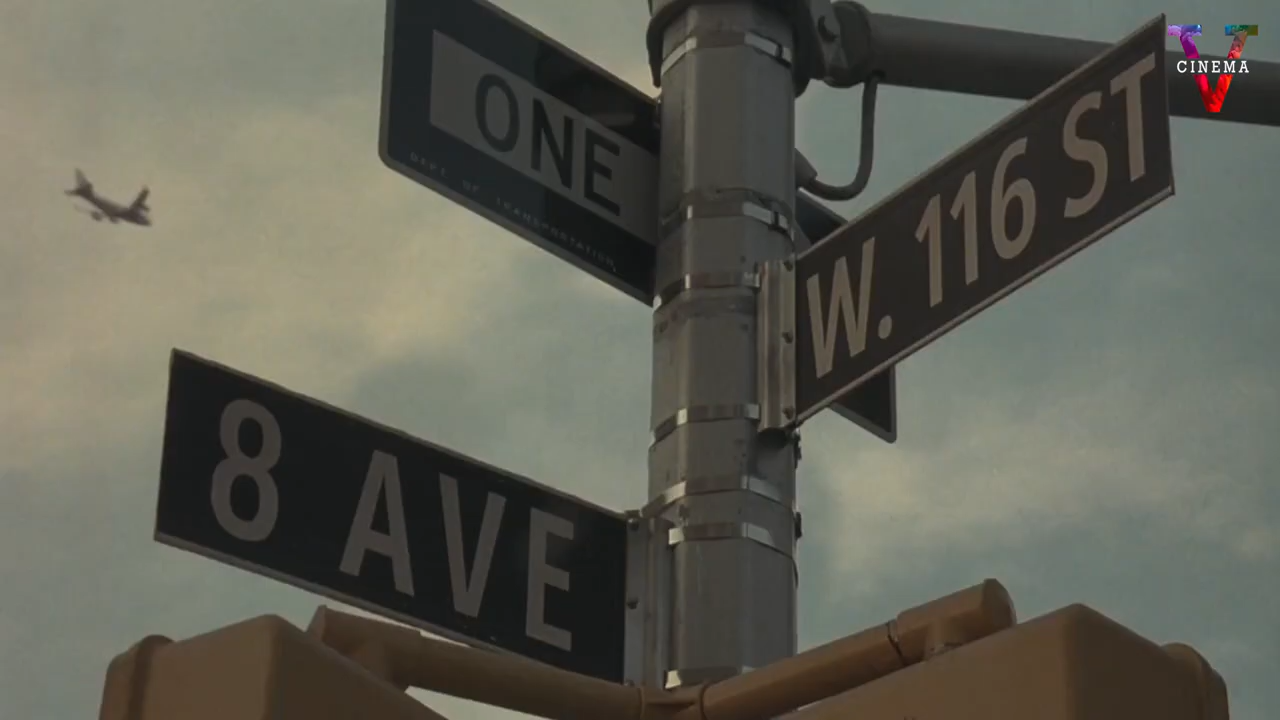 ONE
DEPT. OF TRANSPORTATION
W. 116 ST
8 AVE
V
CINEMA